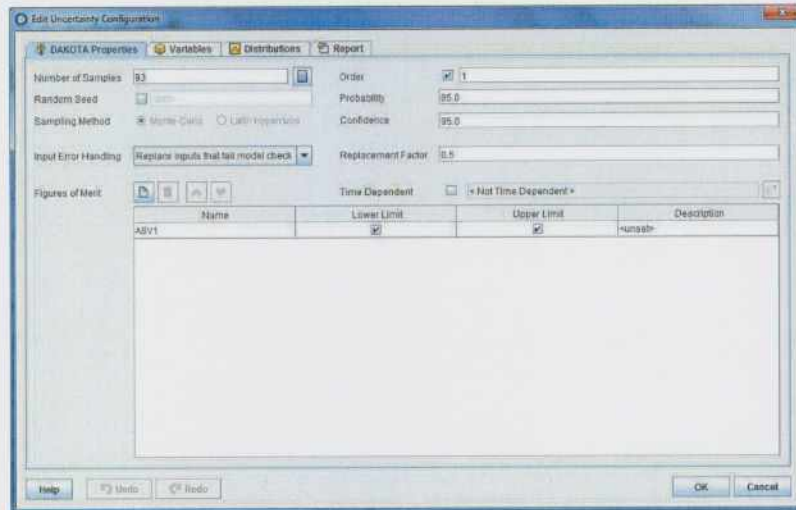 Edit Uncertainty Configuration
DAKOTA Properties Variables Distributions Report
Number of Samples 93 Order 1
Random Seed Probability 95.0
Sampling Method Monte-Carlo Latin Hypercube Confidence 95.0
Input Error Handling Replace inputs that fail model check Replacement Factor 0.5
Figures of Merit Time Dependent < Not Time Dependent >
Name Lower Limit Upper Limit Description
ASV1 <unset>
Help Undo Redo OK Cancel